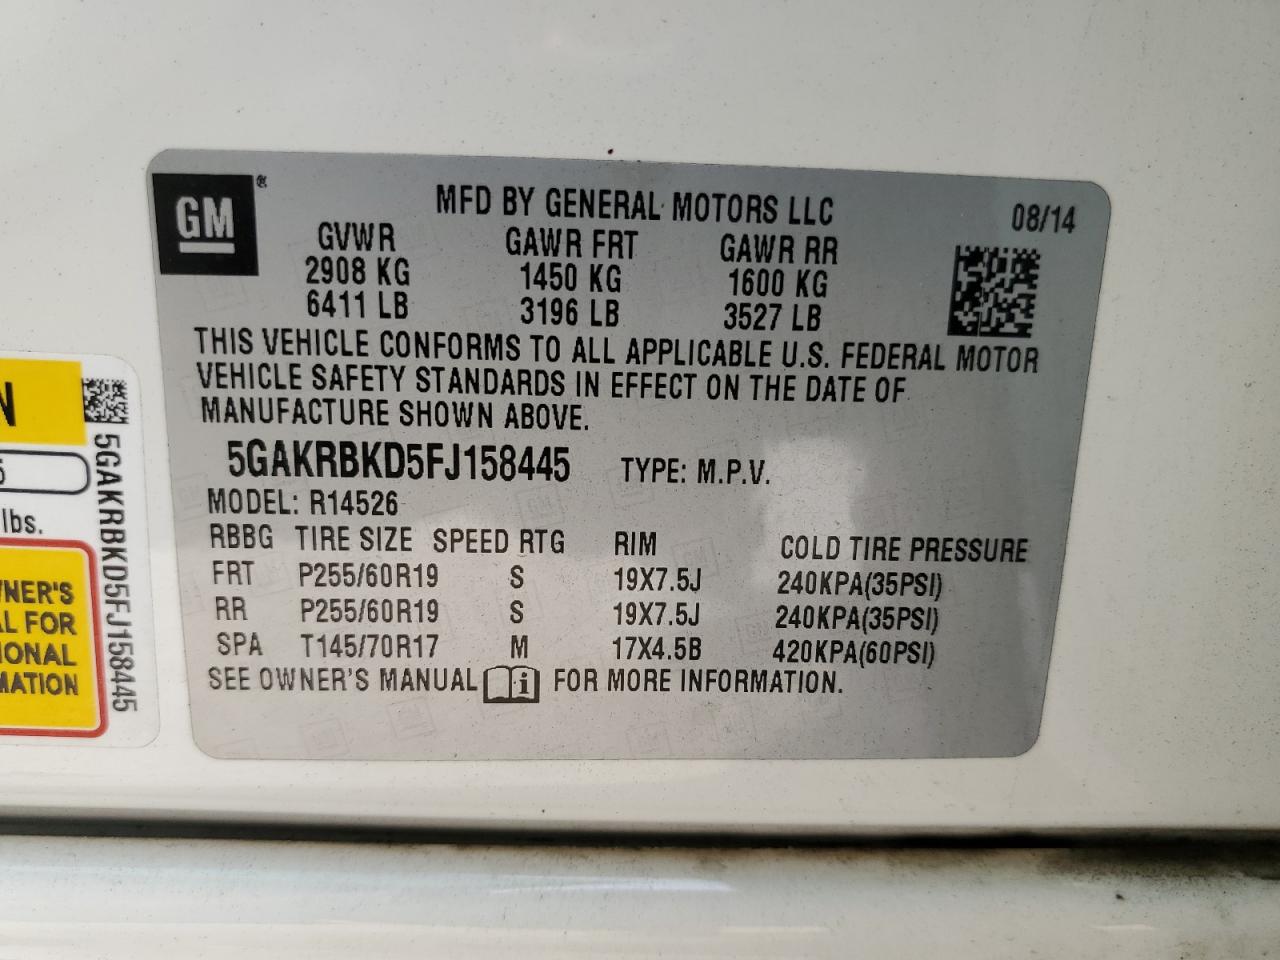 GM ®
MFD BY GENERAL MOTORS LLC 08/14
GVWR GAWR FRT GAWR RR
2908 KG 1450 KG 1600 KG
6411 LB 3196 LB 3527 LB
THIS VEHICLE CONFORMS TO ALL APPLICABLE U.S. FEDERAL MOTOR
VEHICLE SAFETY STANDARDS IN EFFECT ON THE DATE OF
MANUFACTURE SHOWN ABOVE.
5GAKRBKD5FJ158445 TYPE: M.P.V.
MODEL: R14526
RBBG TIRE SIZE SPEED RTG RIM COLD TIRE PRESSURE
FRT P255/60R19 S 19X7.5J 240KPA(35PSI)
RR P255/60R19 S 19X7.5J 240KPA(35PSI)
SPA T145/70R17 M 17X4.5B 420KPA(60PSI)
SEE OWNER'S MANUAL i FOR MORE INFORMATION.
N
lbs.
NER'S
L FOR
IONAL
MATION
5GAKRBKD5FJ158445